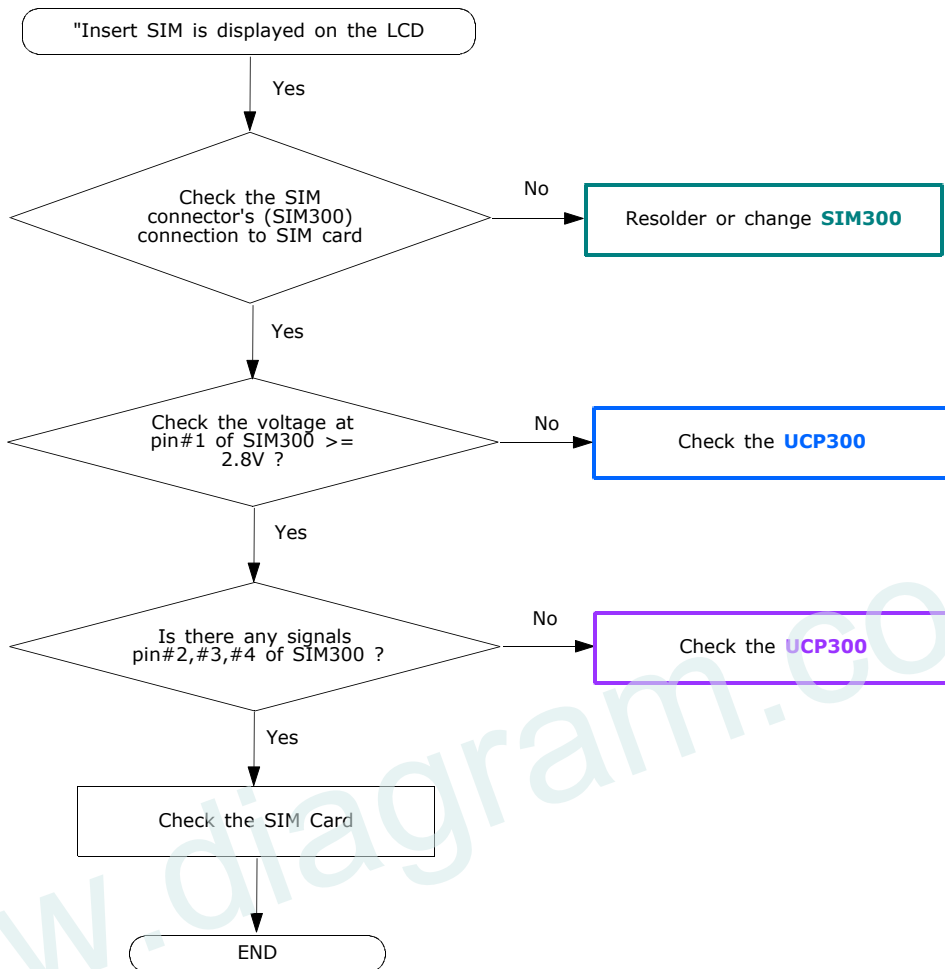 "Insert SIM is displayed on the LCD
Yes
Check the SIM
connector's (SIM300)
connection to SIM card
No
Resolder or change SIM300
Yes
Check the voltage at
pin#1 of SIM300 >=
2.8V ?
No
Check the UCP300
Yes
Is there any signals
pin#2,#3,#4 of SIM300 ?
No
Check the UCP300
Yes
Check the SIM Card
END
w.diagram.co